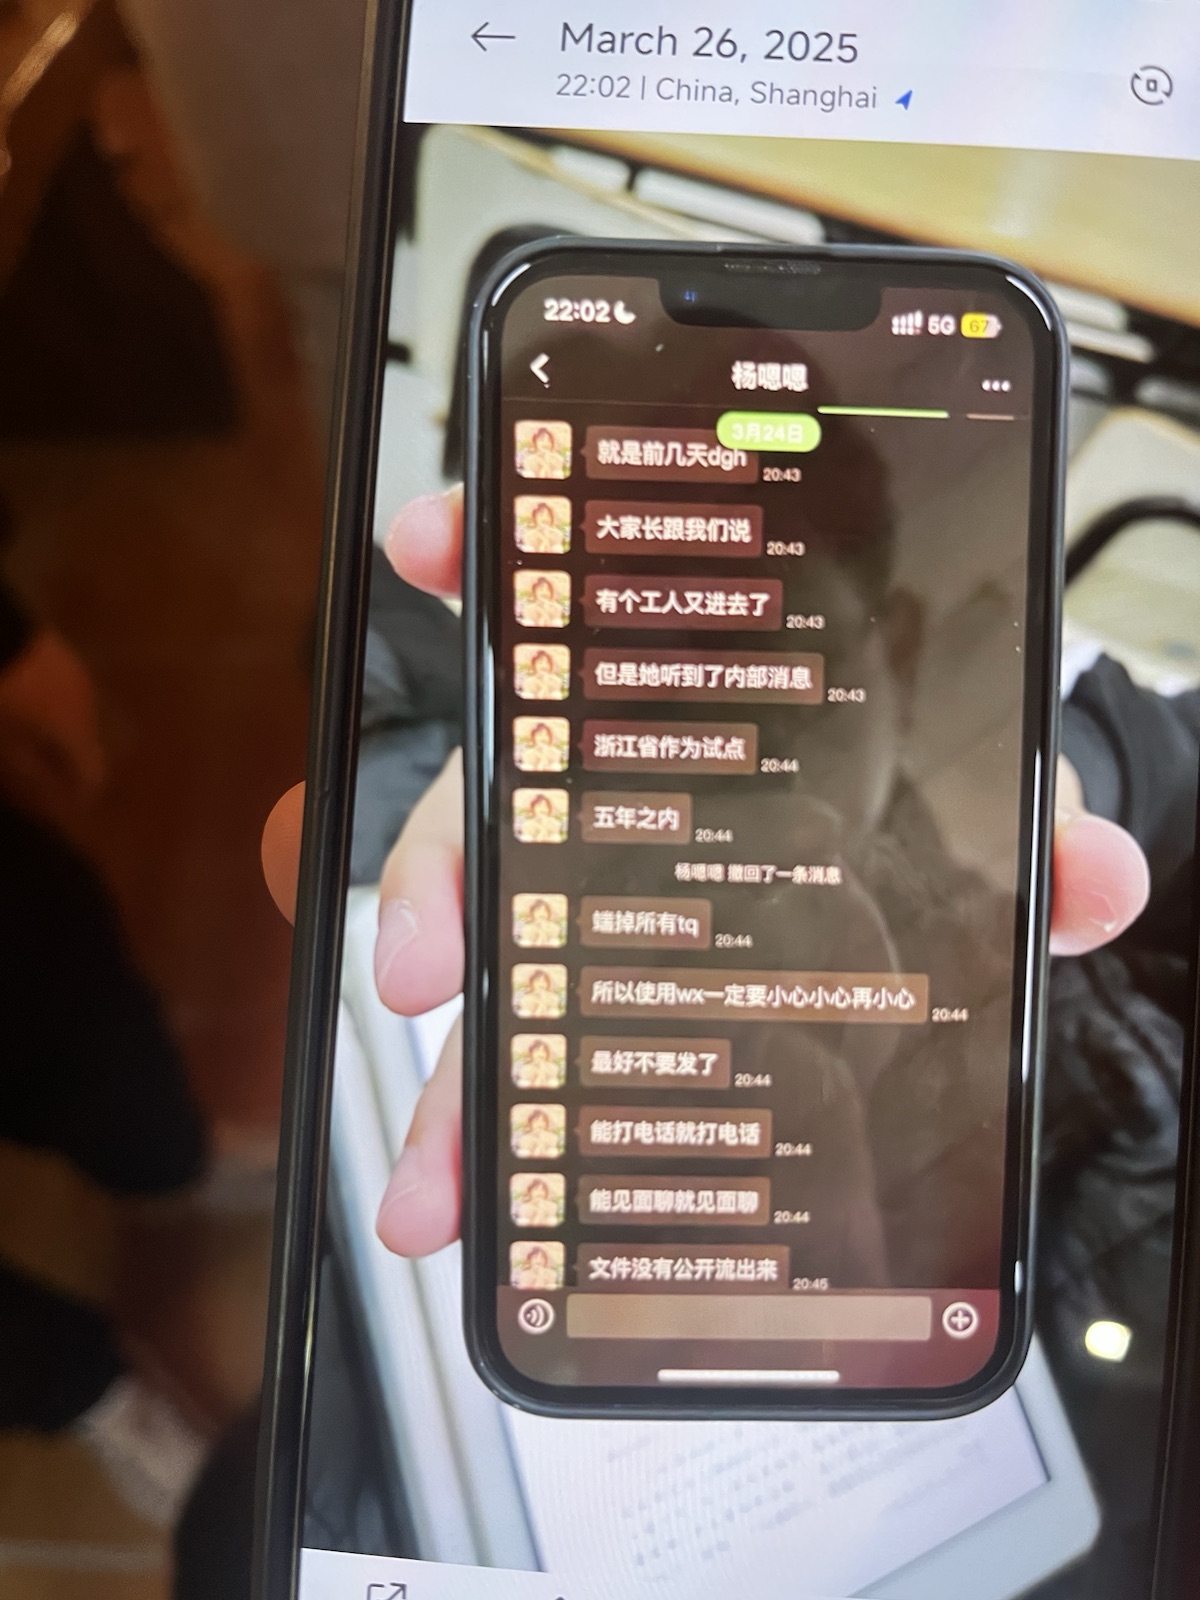 March 26, 2025
22:02 | China, Shanghai
22:02
5G 67
杨嗯嗯
3月24日
就是前几天dgh 20:43
大家长跟我们说 20:43
有个工人又进去了 20:43
但是她听到了内部消息 20:43
浙江省作为试点 20:44
五年之内 20:44
杨嗯嗯 撤回了一条消息
端掉所有tq 20:44
所以使用wx一定要小心小心再小心 20:44
最好不要发了 20:44
能打电话就打电话 20:44
能见面聊就见面聊 20:44
文件没有公开流出来 20:45